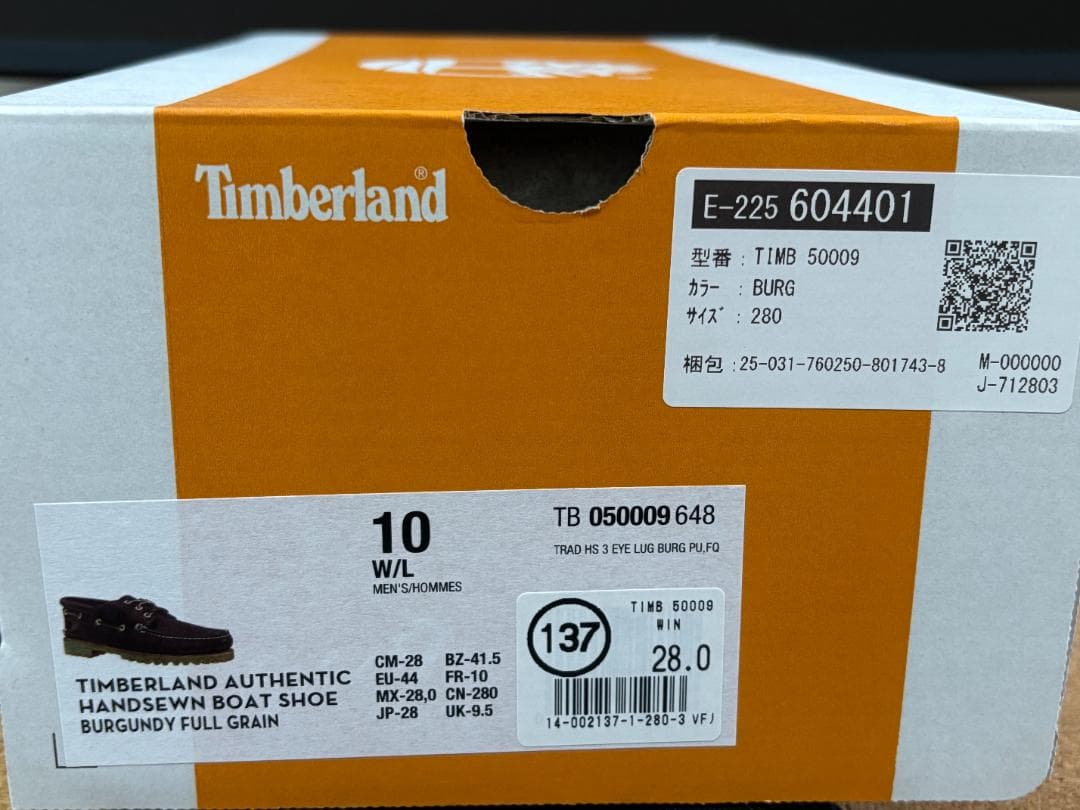 Timberland®
E-225 604401
型番 : TIMB 50009
ｶﾗｰ : BURG
ｻｲｽﾞ : 280
梱包 :25-031-760250-801743-8
M-000000
J-712803
10
W/L
MEN'S/HOMMES
TB 050009 648
TRAD HS 3 EYE LUG BURG PU,FQ
TIMBERLAND AUTHENTIC
HANDSEWN BOAT SHOE
BURGUNDY FULL GRAIN
CM-28 BZ-41.5
EU-44 FR-10
MX-28,0 CN-280
JP-28 UK-9.5
137
TIMB 50009
WIN
28.0
14-002137-1-280-3 VFJ